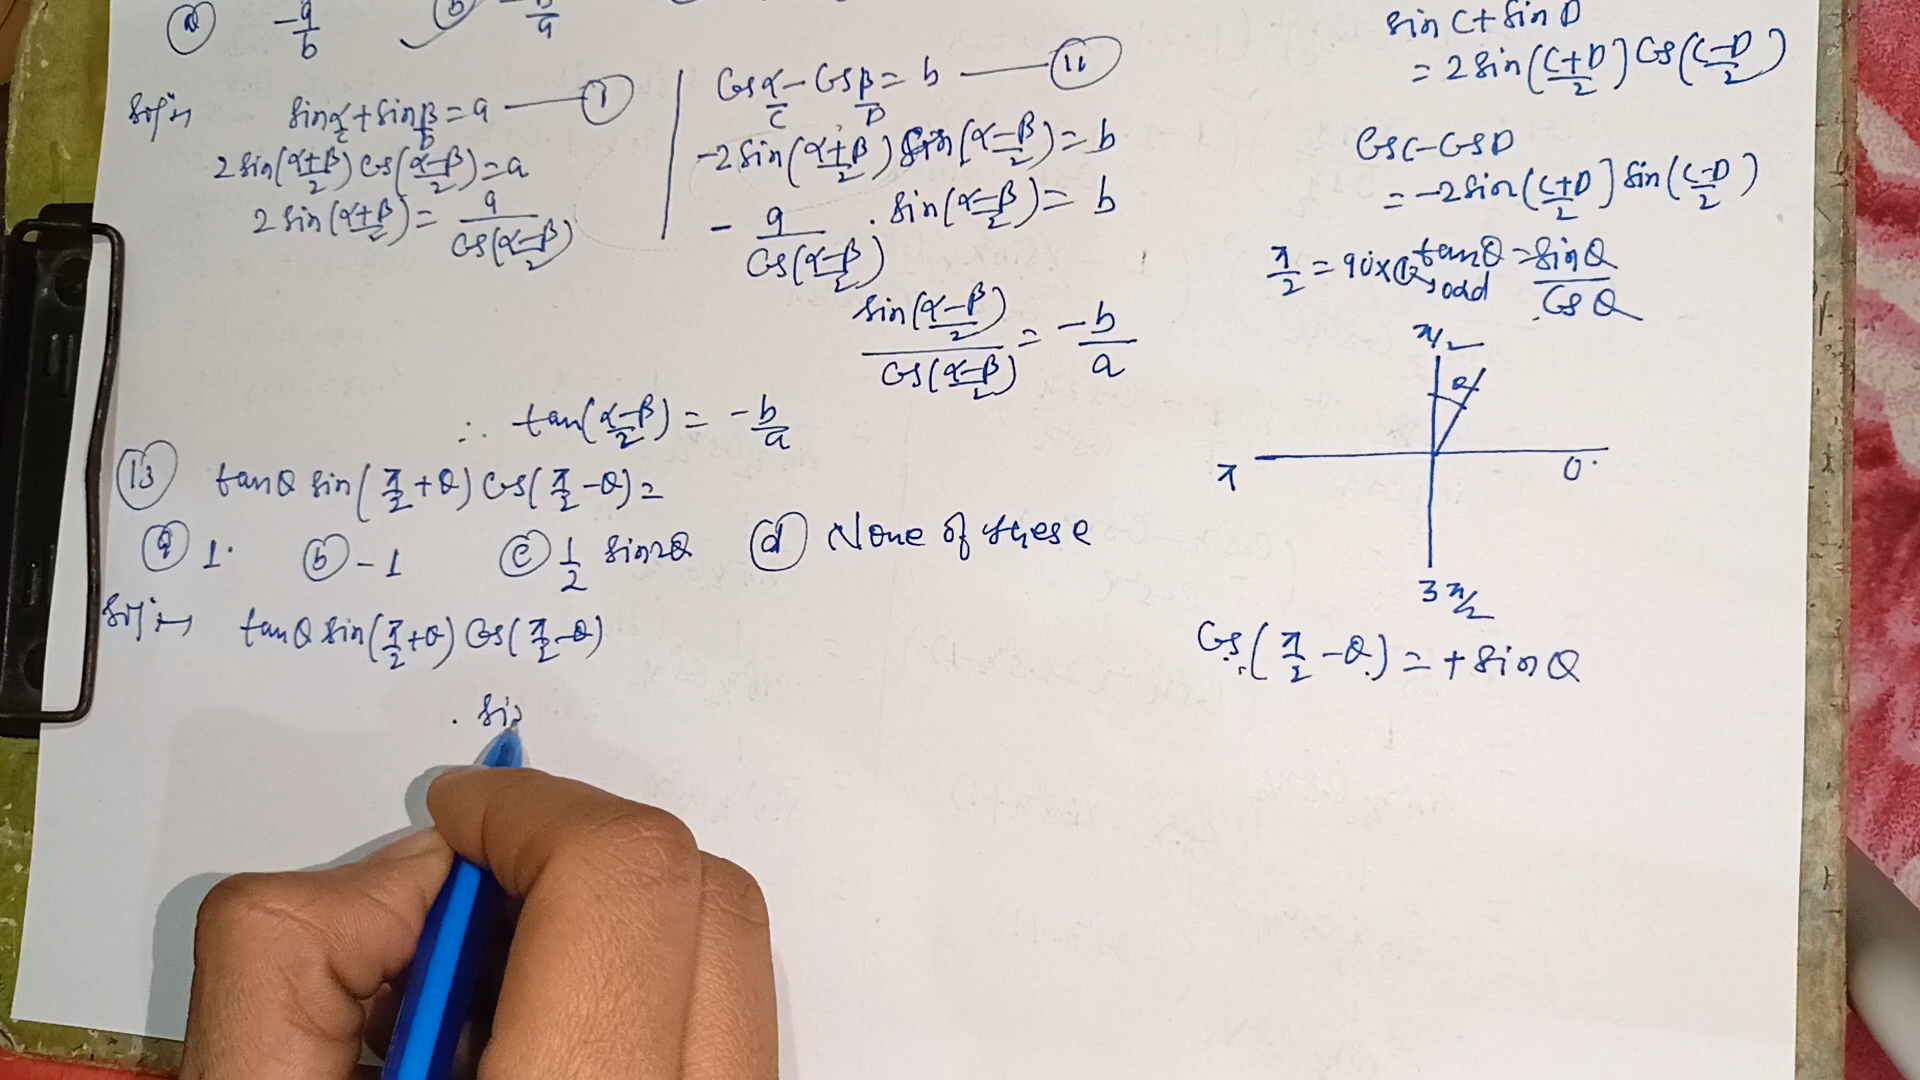 (a) -a/b (b) -b/a
Sol'n sinα + sinβ = a —— (i)
C D
2 sin((α+β)/2) cos((α-β)/2) = a
2 sin((α+β)/2) = a/cos((α-β)/2)
cosα - cosβ = b —— (ii)
C D
-2 sin((α+β)/2) sin((α-β)/2) = b
- a/cos((α-β)/2) . sin((α-β)/2) = b
sin((α-β)/2)/cos((α-β)/2) = -b/a
∴ tan((α-β)/2) = -b/a
(13) tanθ sin(π/2+θ) cos(π/2-θ) =
(a) 1. (b) -1 (c) 1/2 sin2θ (d) None of these
Sol'n tanθ sin(π/2+θ) cos(π/2-θ)
. sin
sin C + sin D
= 2 sin((C+D)/2) cos((C-D)/2)
cos C - cos D
= -2 sin((C+D)/2) sin((C-D)/2)
π/2 = 90×1 → odd
tanθ = sinθ/cosθ
π/2
θ
π 0
3π/2
cos(π/2-θ) = + sinθ